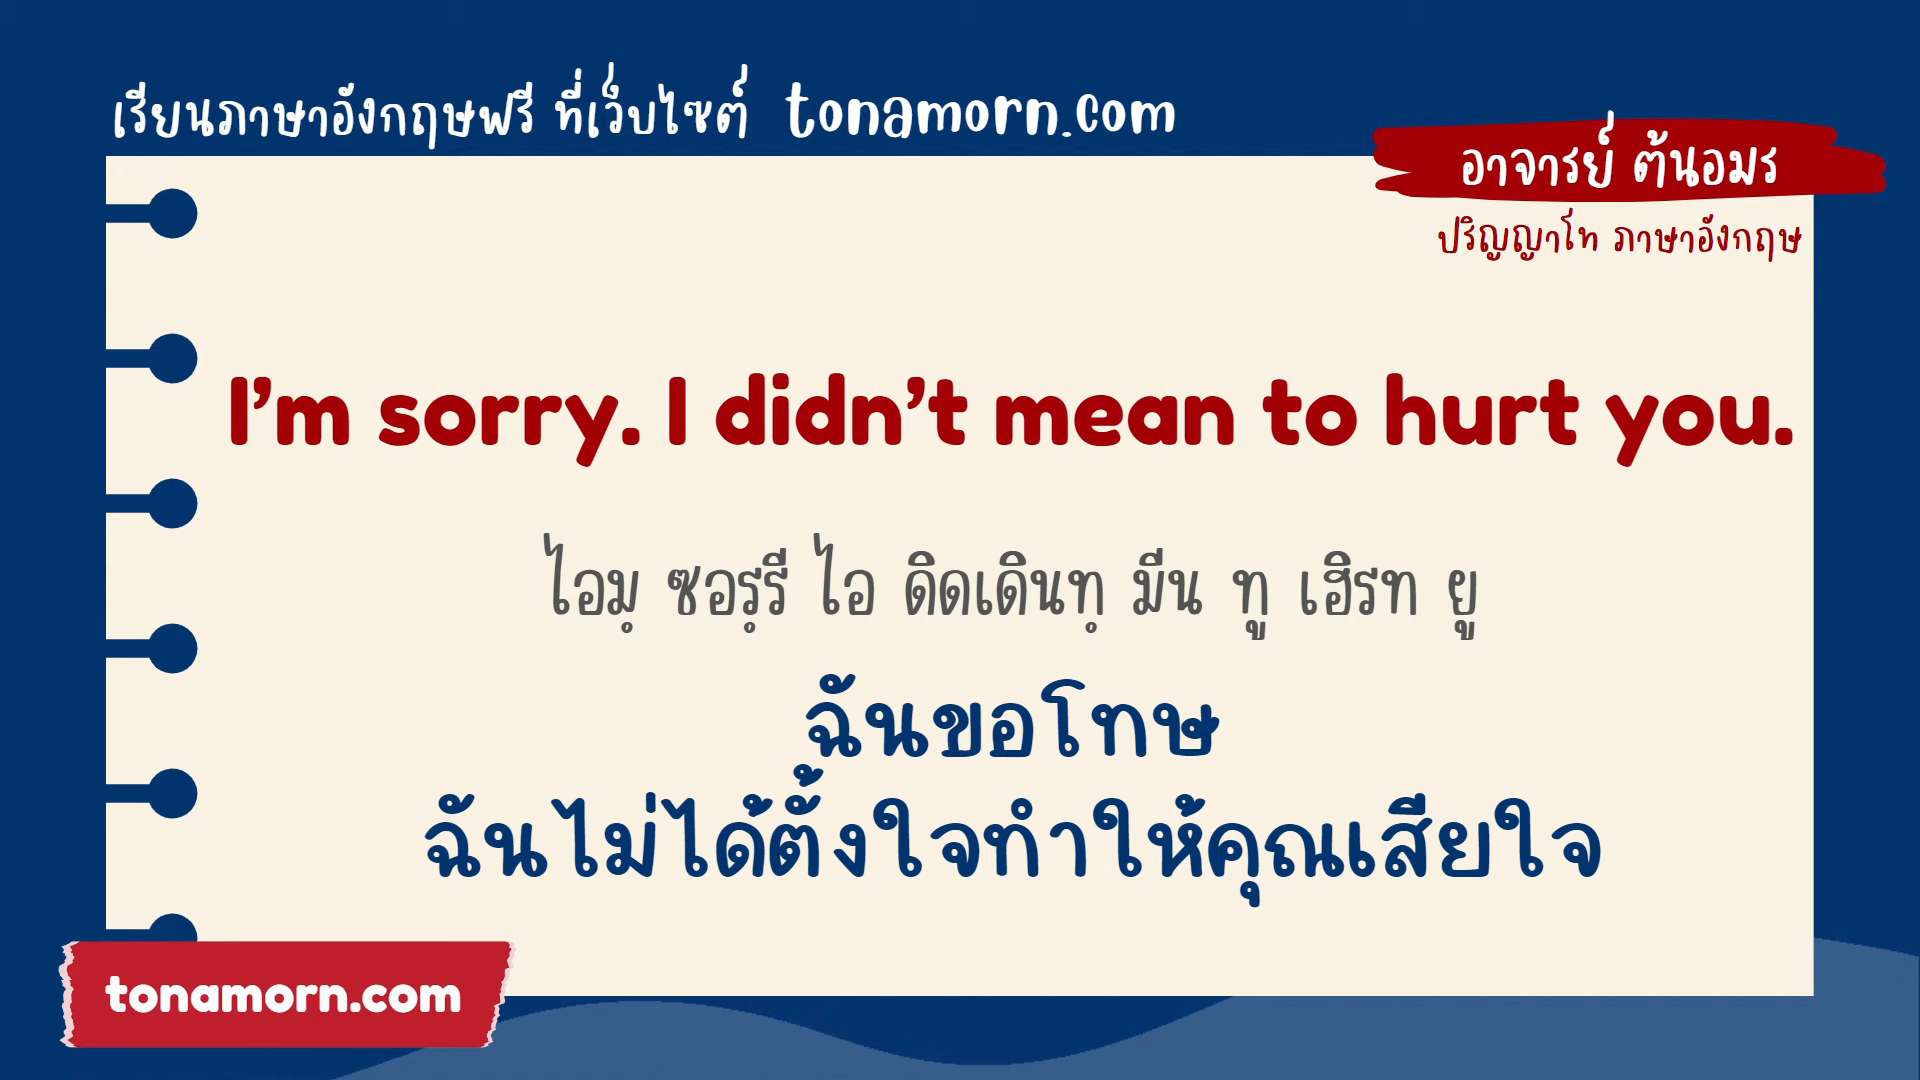 เรียนภาษาอังกฤษฟรี ที่เว็บไซต์ tonamorn.com
อาจารย์ ต้นอมร
ปริญญาโท ภาษาอังกฤษ
I’m sorry. I didn’t mean to hurt you.
ไอมฺ ซอรฺรี ไอ ดิดเดินทฺ มีน ทู เฮิรท ยู
ฉันขอโทษ
ฉันไม่ได้ตั้งใจทำให้คุณเสียใจ
tonamorn.com